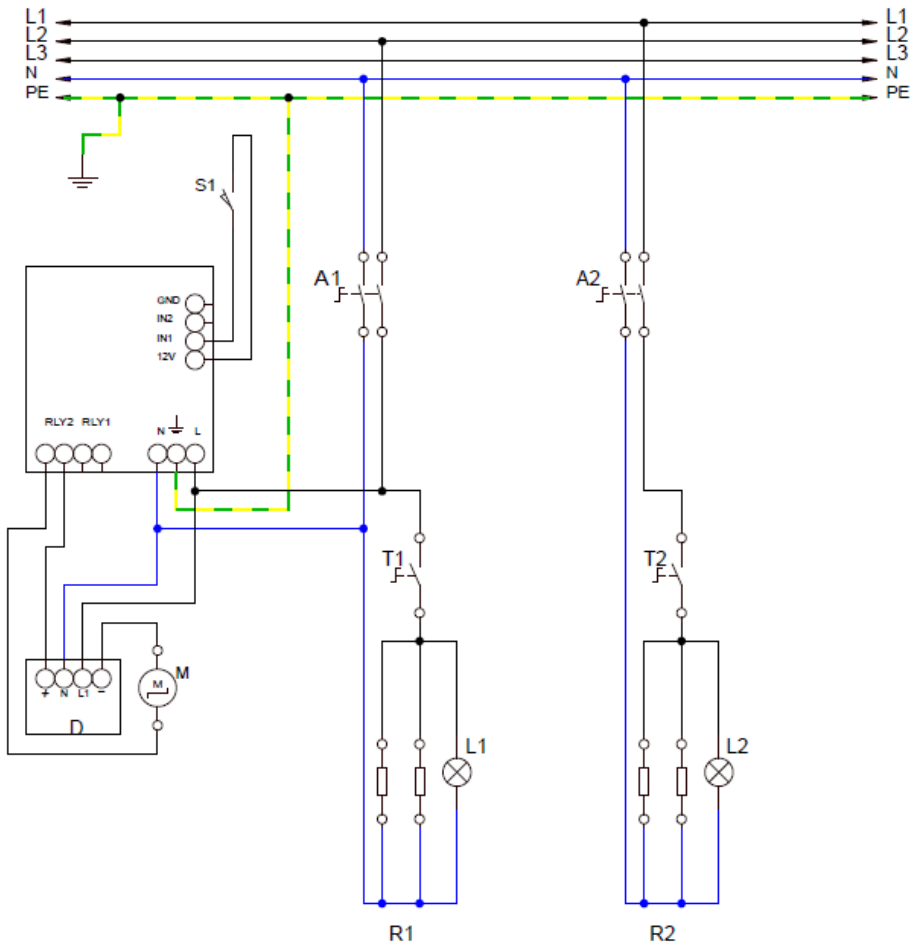 L1 L1
L2 L2
L3 L3
N N
PE PE
S1
A1 A2
GND
IN2
IN1
12V
RLY2 RLY1 N L
T1 T2
M
M
+ N L1 -
D
L1 L2
R1 R2